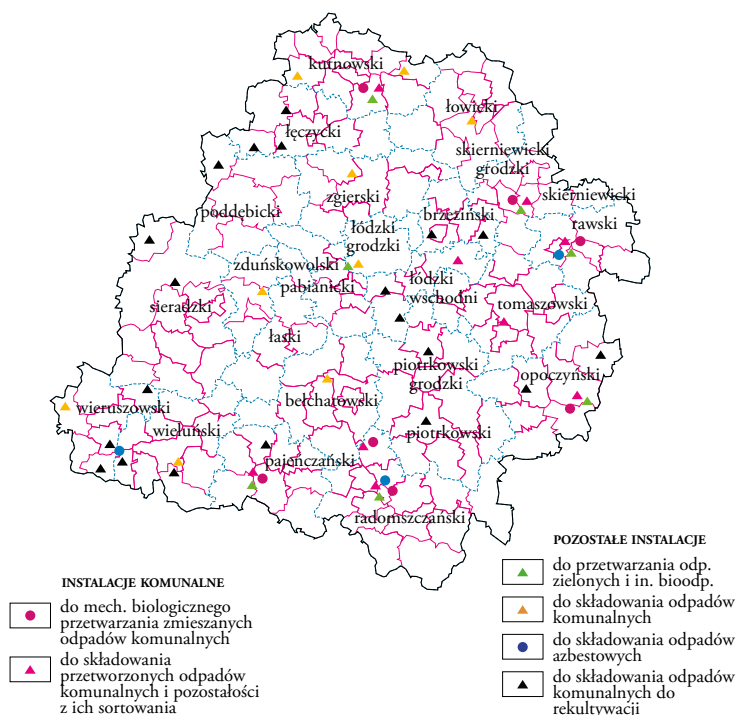 kutnowski
łowicki
łęczycki
skierniewicki
grodzki
zgierski
skierniewicki
poddębicki
brzeziński
rawski
łódzki
grodzki
zduńskowolski
pabianicki
łódzki
wschodni
sieradzki
tomaszowski
łaski
piotrkowski
grodzki
opoczyński
bełchatowski
wieruszowski
wieluński
piotrkowski
pajęczański
radomszczański
INSTALACJE KOMUNALNE
do mech. biologicznego
przetwarzania zmieszanych
odpadów komunalnych
do składowania
przetworzonych odpadów
komunalnych i pozostałości
z ich sortowania
POZOSTAŁE INSTALACJE
do przetwarzania odp.
zielonych i in. bioodp.
do składowania odpadów
komunalnych
do składowania odpadów
azbestowych
do składowania odpadów
komunalnych do
rekultywacji